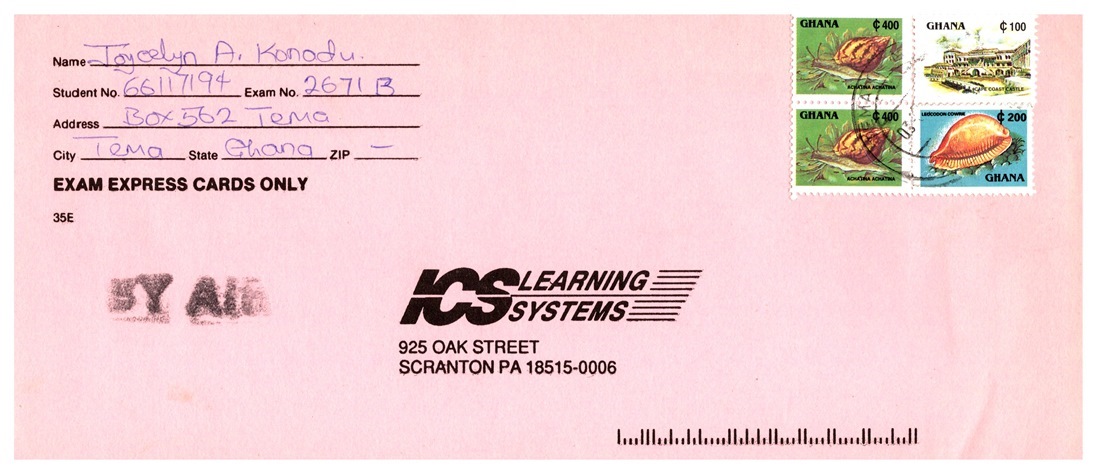 Name Joycelyn A. Konadu.
Student No. 66117194 Exam No. 2671B
Address Box 562 Tema
City Tema State Ghana ZIP –
EXAM EXPRESS CARDS ONLY
35E
GHANA ₵400
ACHATINA ACHATINA
GHANA ₵100
CAPE COAST CASTLE
GHANA ₵400
ACHATINA ACHATINA
₵200
GHANA
BY AIR
ICS LEARNING
SYSTEMS
925 OAK STREET
SCRANTON PA 18515-0006